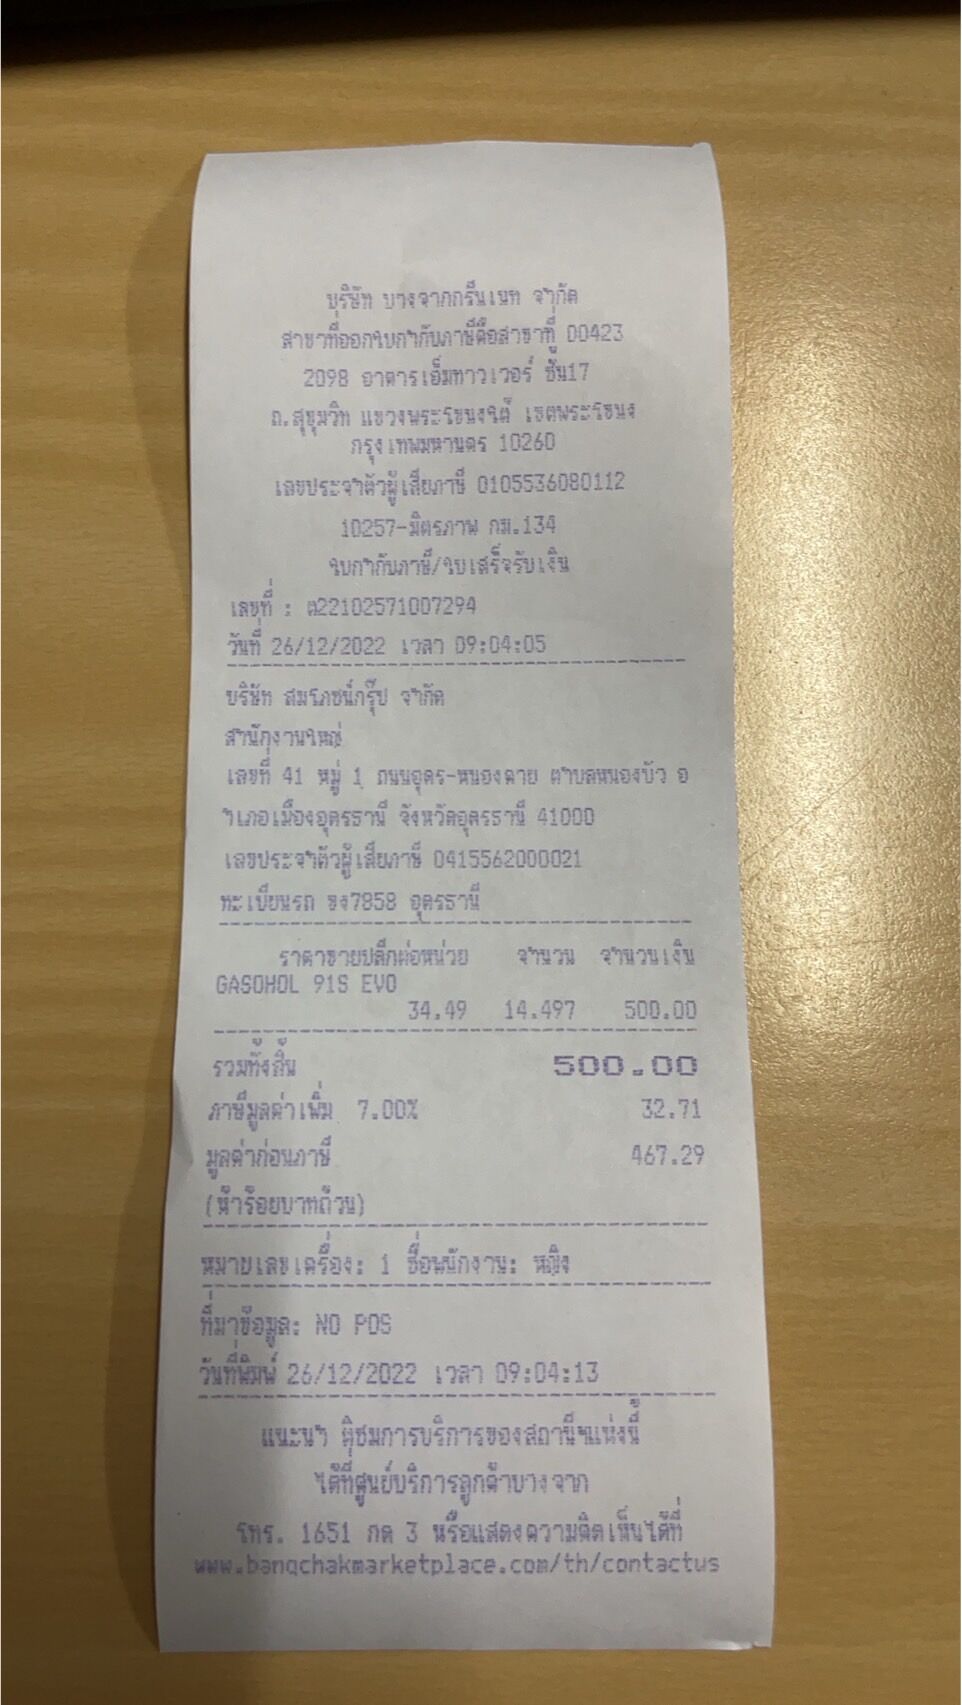 บริษัท บางจากกรีนเนท จำกัด
สาขาที่ออกใบกำกับภาษีคือสาขาที่ 00423
2098 อาคารเอ็มทาวเวอร์ ชั้น17
ถ.สุขุมวิท แขวงพระโขนงใต้ เขตพระโขนง
กรุงเทพมหานคร 10260
เลขประจำตัวผู้เสียภาษี 0105536080112
10257-มิตรภาพ กม.134
ใบกำกับภาษี/ใบเสร็จรับเงิน
เลขที่ : ต22102571007294
วันที่ 26/12/2022 เวลา 09:04:05
บริษัท สมโภชน์กรุ๊ป จำกัด
สำนักงานใหญ่
เลขที่ 41 หมู่ 1 ถนนอุดร-หนองคาย ตำบลหนองบัว อ
ำเภอเมืองอุดรธานี จังหวัดอุดรธานี 41000
เลขประจำตัวผู้เสียภาษี 0415562000021
ทะเบียนรถ ขง7858 อุดรธานี
ราคาขายปลีกต่อหน่วย จำนวน จำนวนเงิน
GASOHOL 91S EVO
34.49 14.497 500.00
รวมทั้งสิ้น 500.00
ภาษีมูลค่าเพิ่ม 7.00% 32.71
มูลค่าก่อนภาษี 467.29
(ห้าร้อยบาทถ้วน)
หมายเลขเครื่อง: 1 ชื่อพนักงาน: หญิง
ที่มาข้อมูล: NO POS
วันที่พิมพ์ 26/12/2022 เวลา 09:04:13
แนะนำ ติชมการบริการของสถานีฯแห่งนี้
ได้ที่ศูนย์บริการลูกค้าบางจาก
โทร. 1651 กด 3 หรือแสดงความคิดเห็นได้ที่
www.bangchakmarketplace.com/th/contactus